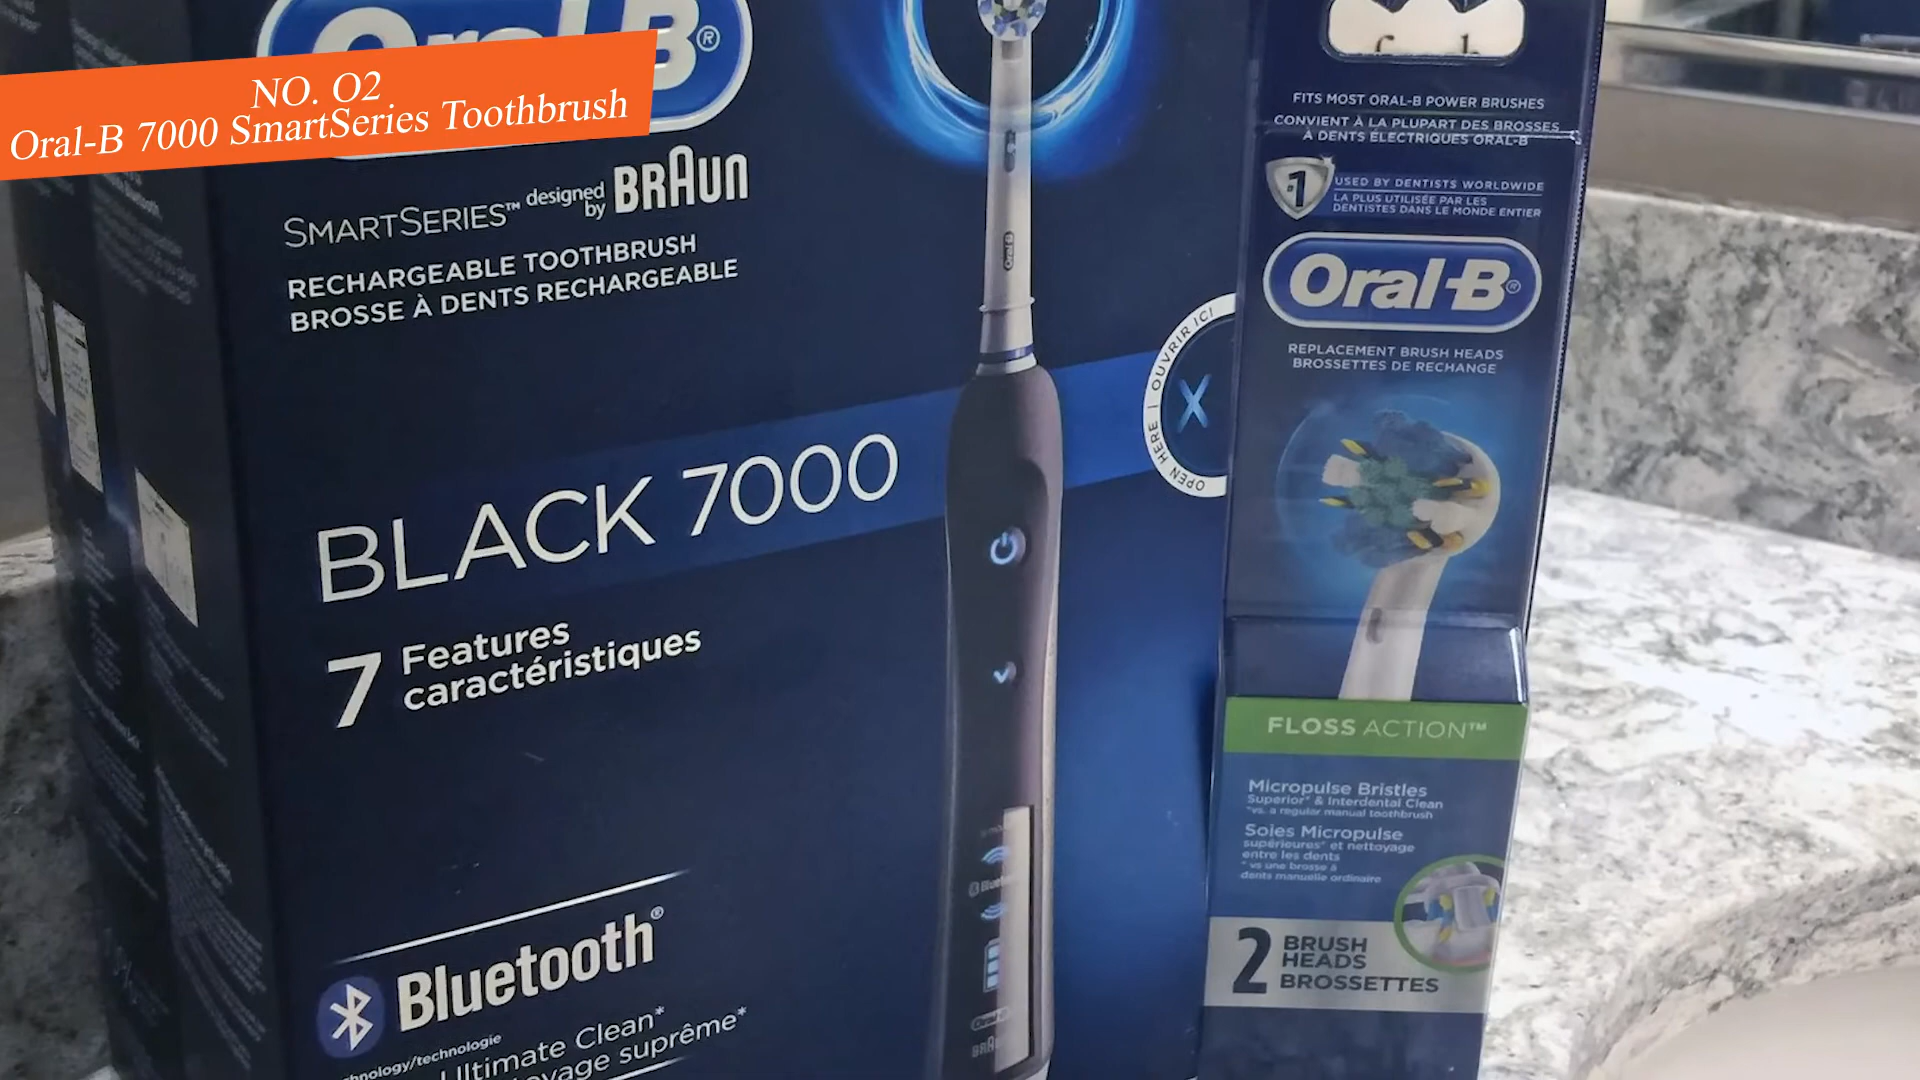 NO. O2
Oral-B 7000 SmartSeries Toothbrush
Oral-B®
SMARTSERIES™ designed by BRAUN
RECHARGEABLE TOOTHBRUSH
BROSSE À DENTS RECHARGEABLE
BLACK 7000
7 Features
caractéristiques
Bluetooth®
Ultimate Clean*
suprême*
Oral-B
OPEN HERE | OUVRIR ICI
X
FITS MOST ORAL-B POWER BRUSHES
CONVIENT À LA PLUPART DES BROSSES
À DENTS ÉLECTRIQUES ORAL-B
#1
USED BY DENTISTS WORLDWIDE
LA PLUS UTILISÉE PAR LES
DENTISTES DANS LE MONDE ENTIER
Oral-B®
REPLACEMENT BRUSH HEADS
BROSSETTES DE RECHANGE
FLOSS ACTION™
Micropulse Bristles
Superior* & Interdental Clean
*vs. a regular manual toothbrush
Soies Micropulse
supérieures* et nettoyage
entre les dents
* vs une brosse à
dents manuelle ordinaire
2 BRUSH
HEADS
BROSSETTES